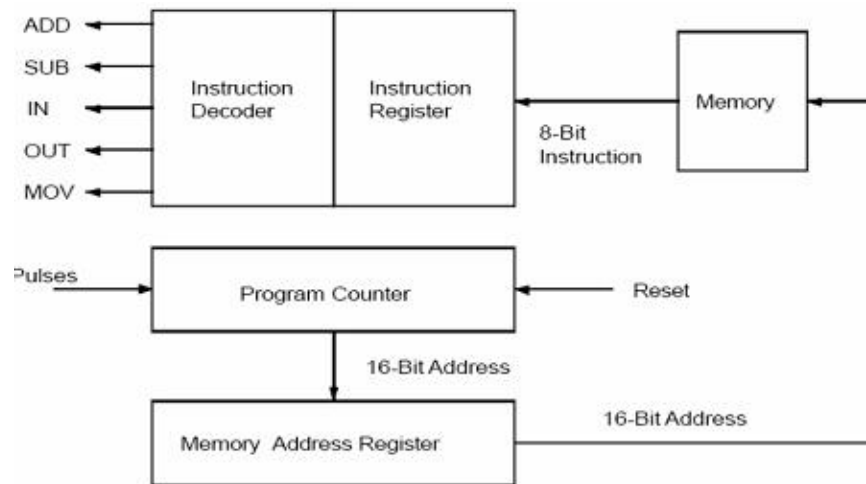 ADD
SUB
IN
OUT
MOV
Instruction
Decoder
Instruction
Register
8-Bit
Instruction
Memory
Pulses
Program Counter
Reset
16-Bit Address
Memory Address Register
16-Bit Address